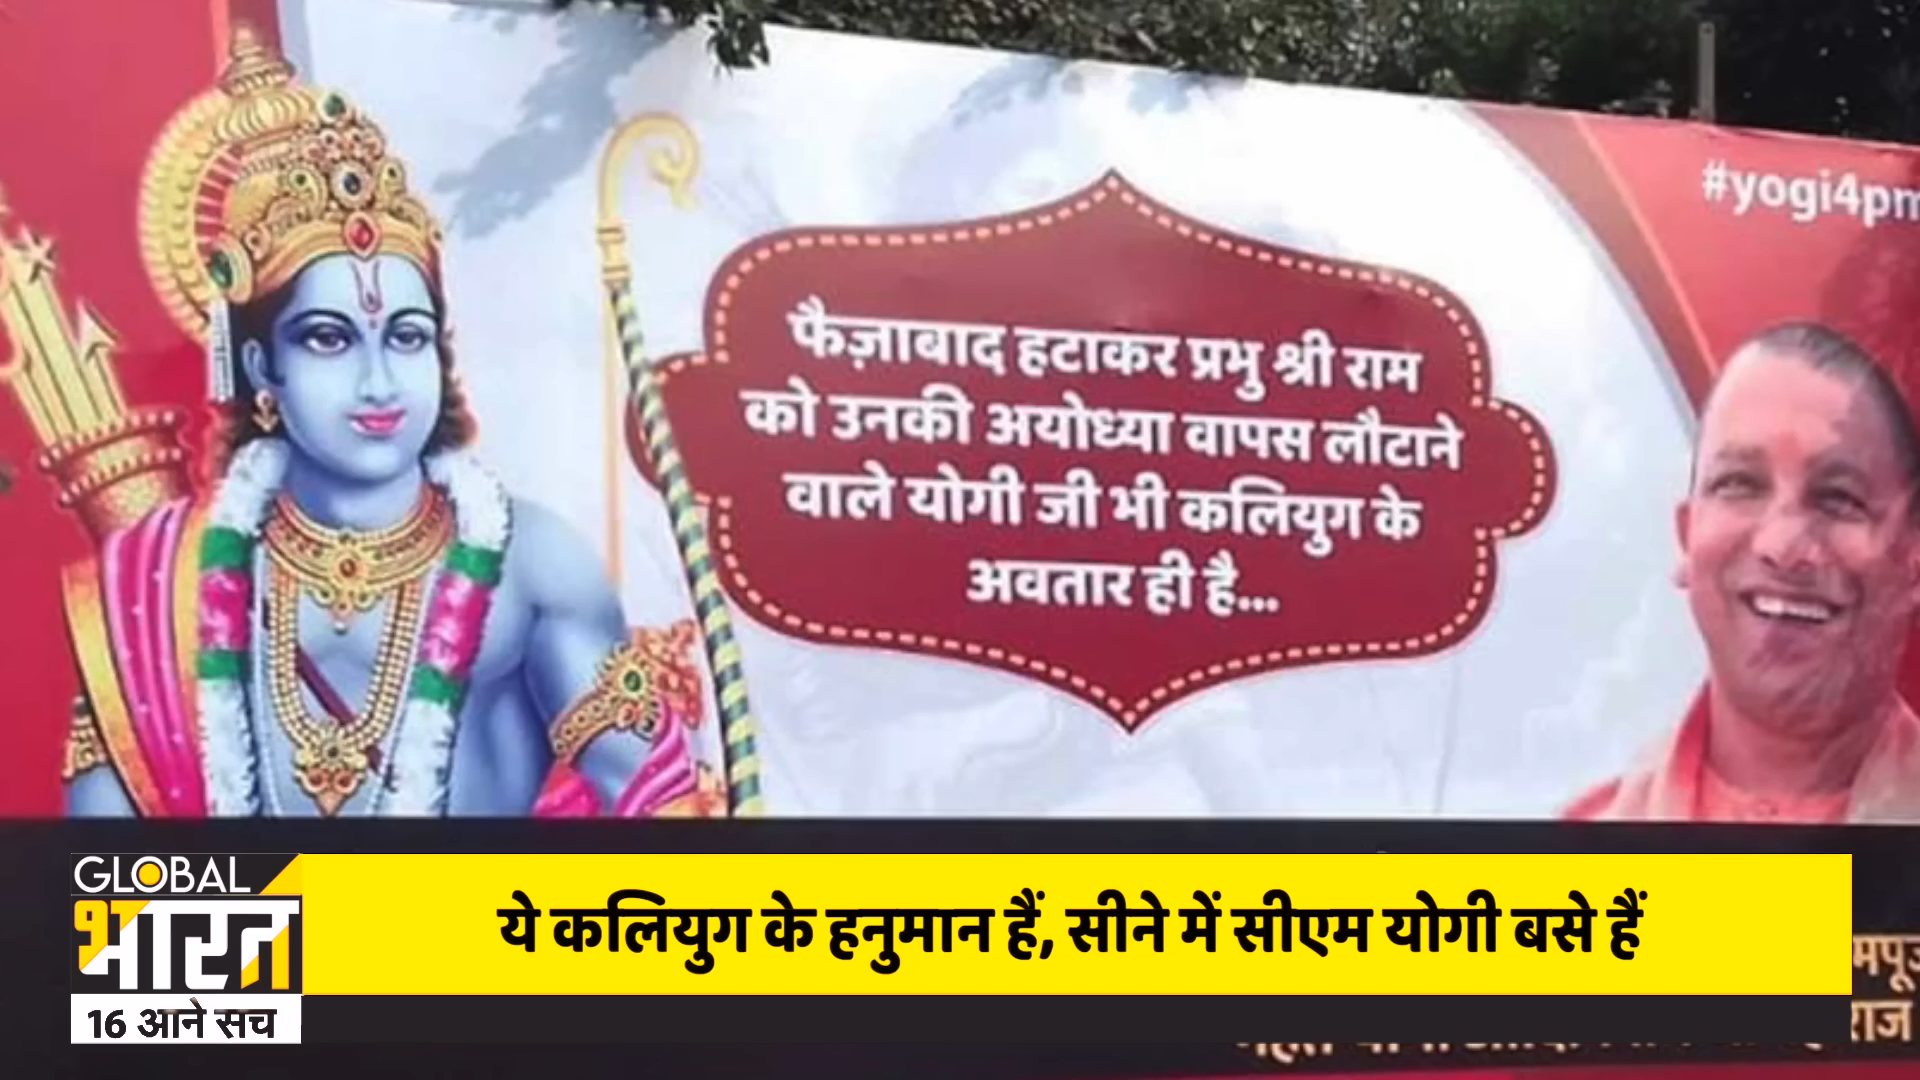 #yogi4pm
फैज़ाबाद हटाकर प्रभु श्री राम
को उनकी अयोध्या वापस लौटाने
वाले योगी जी भी कलियुग के
अवतार ही है...
GLOBAL
भारत
16 आने सच
ये कलियुग के हनुमान हैं, सीने में सीएम योगी बसे हैं
राज